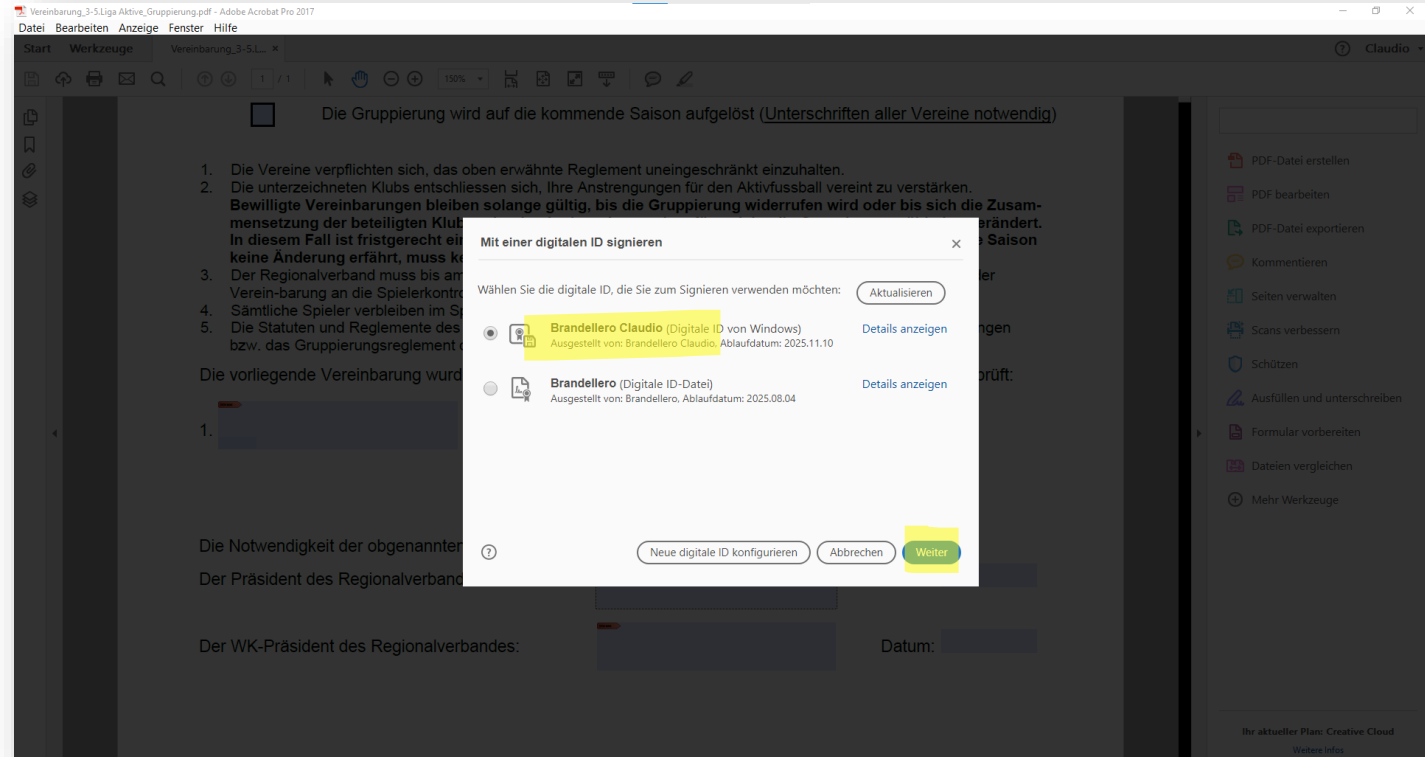 Vereinbarung_3-5.Liga Aktive_Gruppierung.pdf - Adobe Acrobat Pro 2017
Datei Bearbeiten Anzeige Fenster Hilfe
Start Werkzeuge Vereinbarung_3-5.L... × Claudio
1 / 1 150%
Die Gruppierung wird auf die kommende Saison aufgelöst (Unterschriften aller Vereine notwendig)
1. Die Vereine verpflichten sich, das oben erwähnte Reglement uneingeschränkt einzuhalten.
2. Die unterzeichneten Klubs entschliessen sich, Ihre Anstrengungen für den Aktivfussball vereint zu verstärken.
Bewilligte Vereinbarungen bleiben solange gültig, bis die Gruppierung widerrufen wird oder bis sich die Zusam-
mensetzung der beteiligten Klub erändert.
In diesem Fall ist fristgerecht ein e Saison
keine Änderung erfährt, muss ke
3. Der Regionalverband muss bis am ler
Verein-barung an die Spielerkontro
4. Sämtliche Spieler verbleiben im Sp
5. Die Statuten und Reglemente des ngen
bzw. das Gruppierungsreglement
Die vorliegende Vereinbarung wurd prüft:
1.
Die Notwendigkeit der obgenannten
Der Präsident des Regionalverband
Der WK-Präsident des Regionalverbandes: Datum:
Mit einer digitalen ID signieren ×
Wählen Sie die digitale ID, die Sie zum Signieren verwenden möchten: Aktualisieren
Brandellero Claudio (Digitale ID von Windows) Details anzeigen
Ausgestellt von: Brandellero Claudio, Ablaufdatum: 2025.11.10
Brandellero (Digitale ID-Datei) Details anzeigen
Ausgestellt von: Brandellero, Ablaufdatum: 2025.08.04
Neue digitale ID konfigurieren Abbrechen Weiter
PDF-Datei erstellen
PDF bearbeiten
PDF-Datei exportieren
Kommentieren
Seiten verwalten
Scans verbessern
Schützen
Ausfüllen und unterschreiben
Formular vorbereiten
Dateien vergleichen
Mehr Werkzeuge
Ihr aktueller Plan: Creative Cloud
Weitere Infos